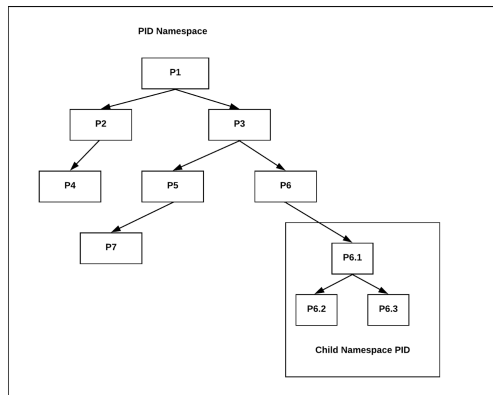 PID Namespace
P1
P2
P3
P4
P5
P6
P7
P6.1
P6.2
P6.3
Child Namespace PID